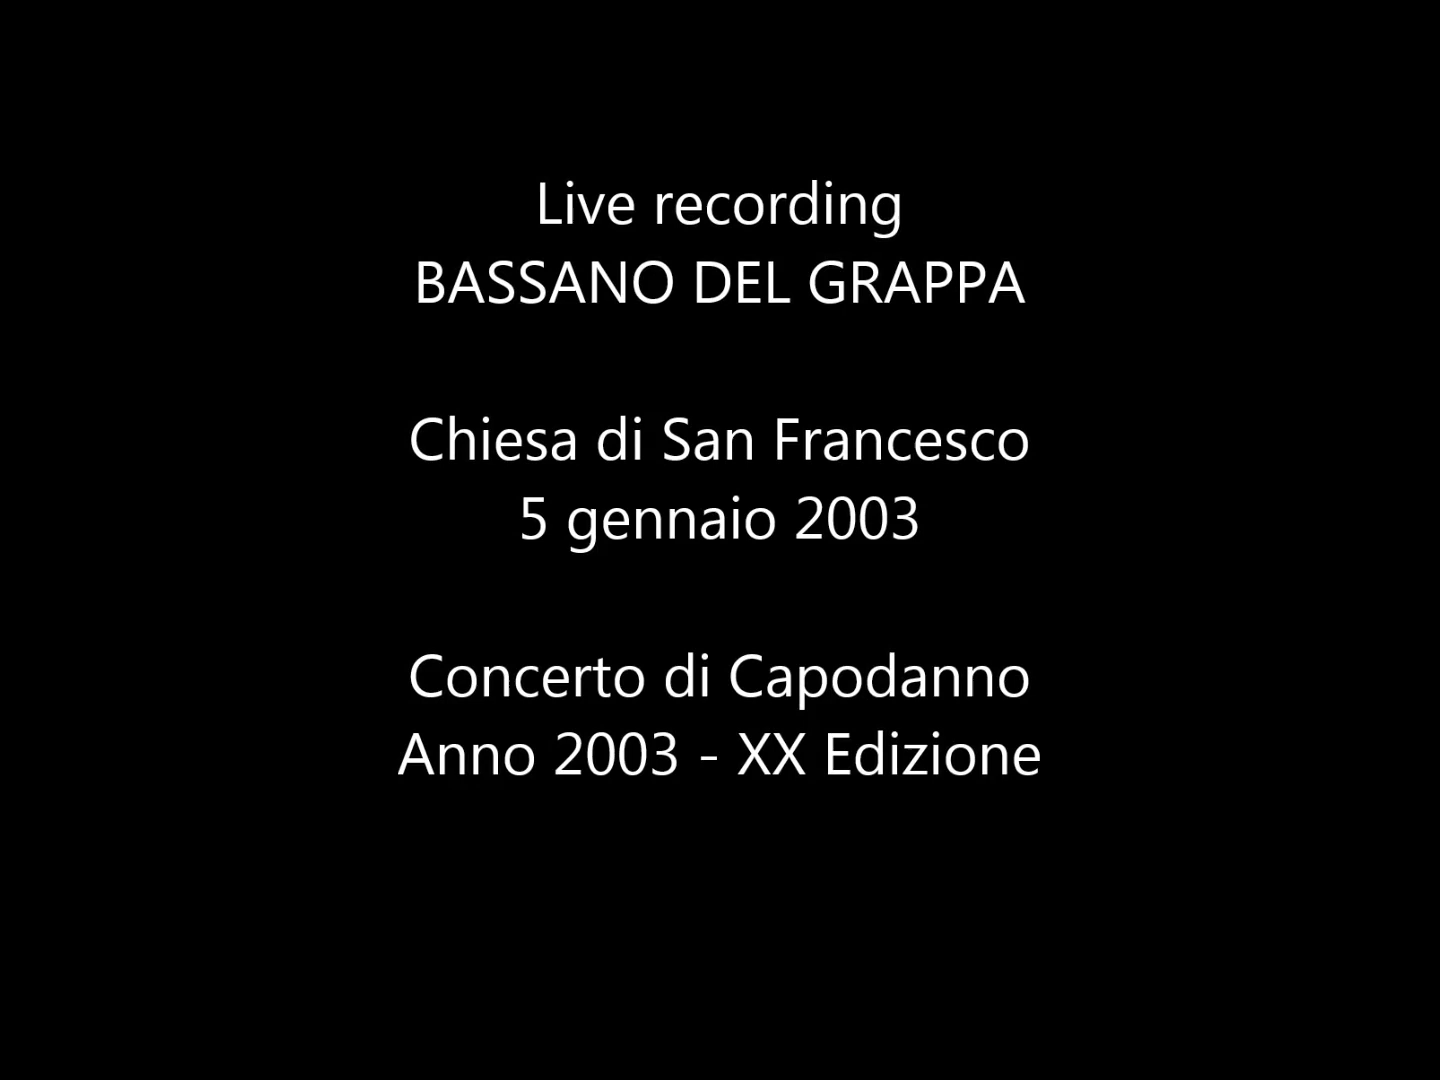 Live recording
BASSANO DEL GRAPPA
Chiesa di San Francesco
5 gennaio 2003
Concerto di Capodanno
Anno 2003 - XX Edizione